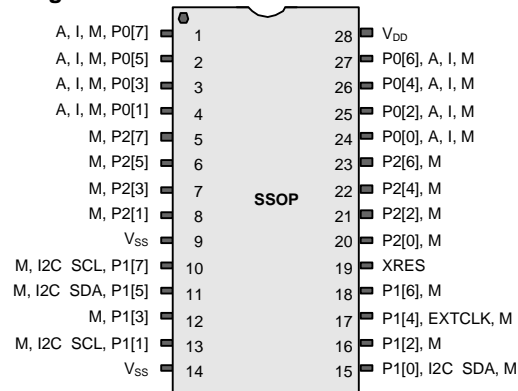 A, I, M, P0[7] 1 28 VDD
A, I, M, P0[5] 2 27 P0[6], A, I, M
A, I, M, P0[3] 3 26 P0[4], A, I, M
A, I, M, P0[1] 4 25 P0[2], A, I, M
M, P2[7] 5 24 P0[0], A, I, M
M, P2[5] 6 23 P2[6], M
M, P2[3] 7 SSOP 22 P2[4], M
M, P2[1] 8 21 P2[2], M
VSS 9 20 P2[0], M
M, I2C SCL, P1[7] 10 19 XRES
M, I2C SDA, P1[5] 11 18 P1[6], M
M, P1[3] 12 17 P1[4], EXTCLK, M
M, I2C SCL, P1[1] 13 16 P1[2], M
VSS 14 15 P1[0], I2C SDA, M